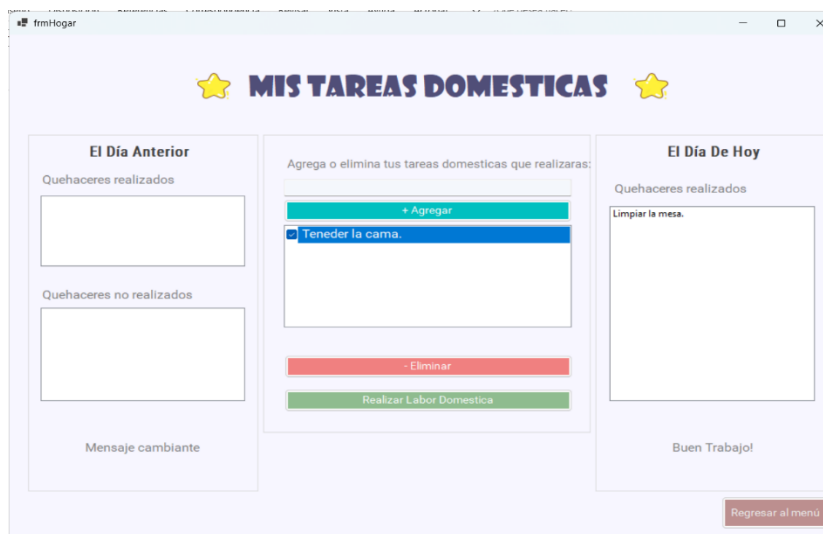 frmHogar
MIS TAREAS DOMESTICAS
El Día Anterior
Quehaceres realizados
Quehaceres no realizados
Mensaje cambiante
Agrega o elimina tus tareas domesticas que realizaras:
+ Agregar
Teneder la cama.
- Eliminar
Realizar Labor Domestica
El Día De Hoy
Quehaceres realizados
Limpiar la mesa.
Buen Trabajo!
Regresar al menú